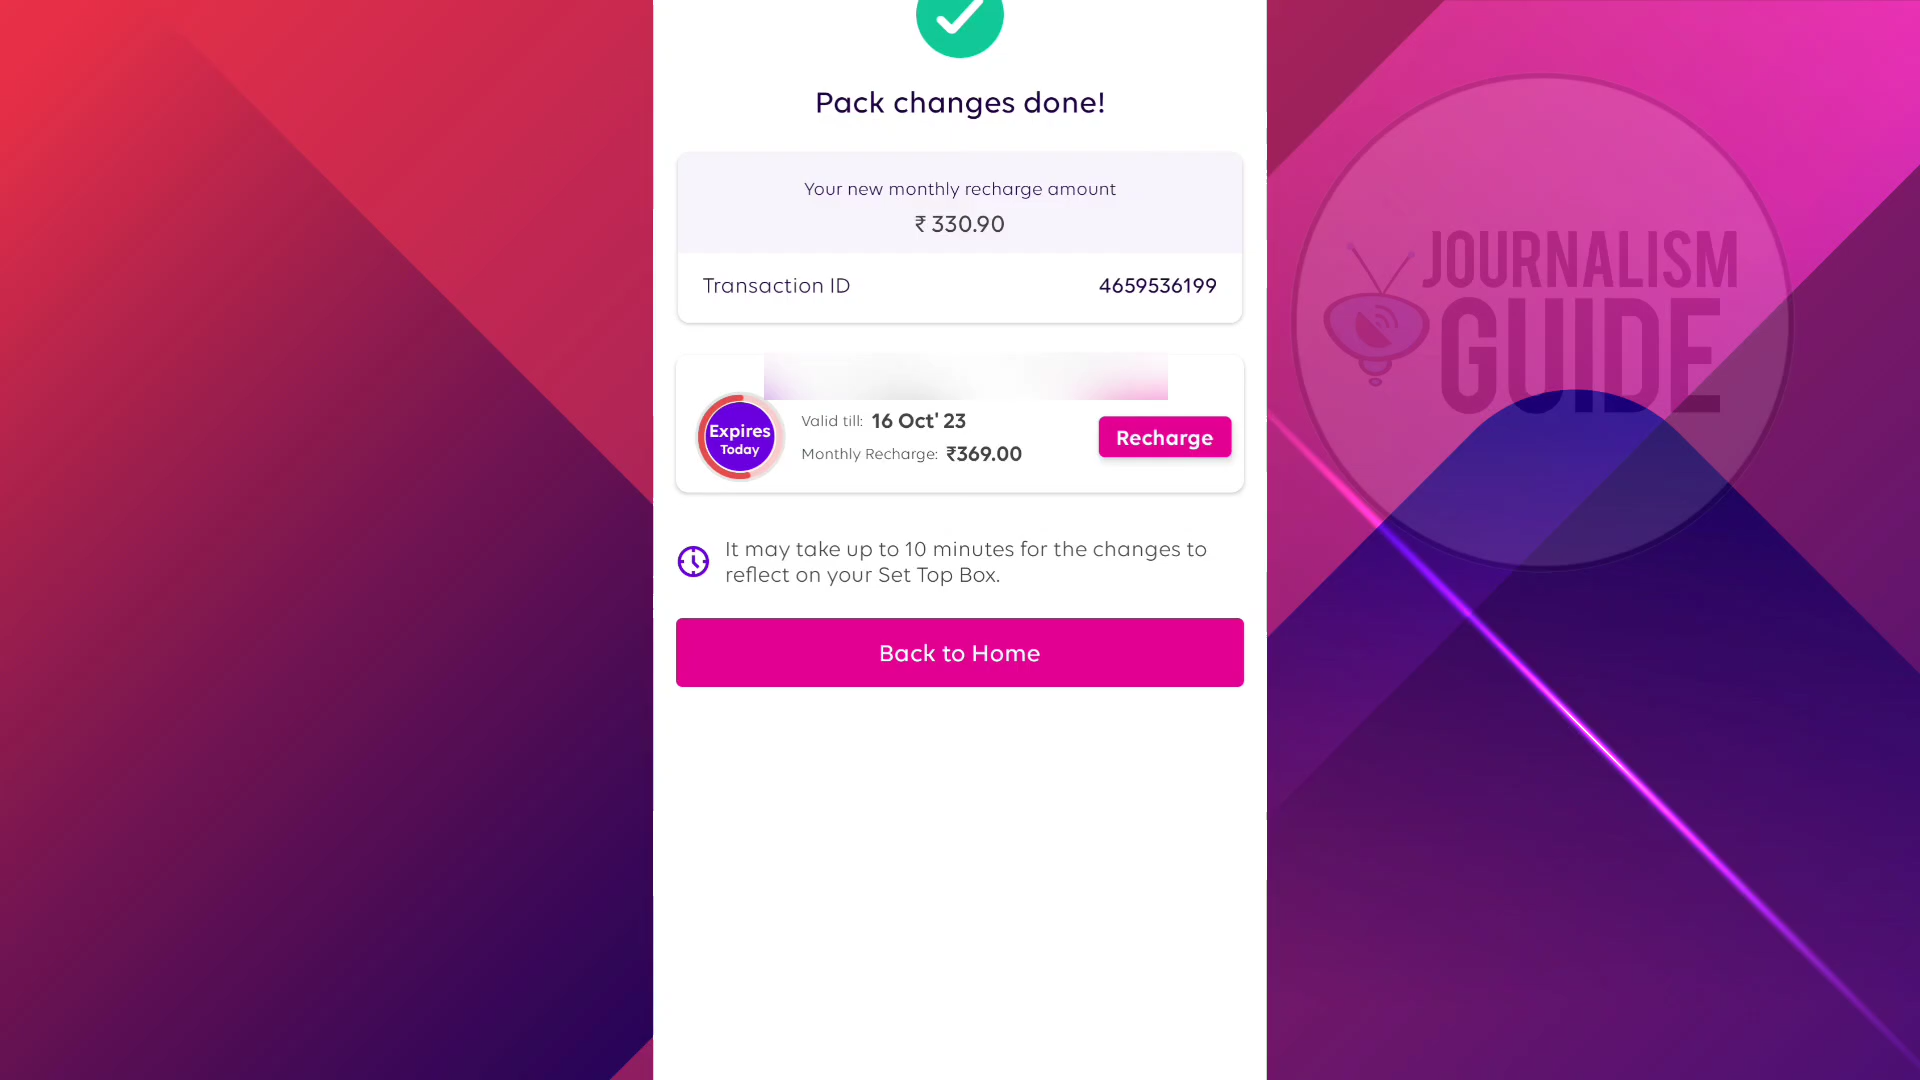 Pack changes done!
Your new monthly recharge amount
₹ 330.90
Transaction ID 4659536199
Expires
Today
Valid till: 16 Oct' 23
Monthly Recharge: ₹369.00
Recharge
It may take up to 10 minutes for the changes to
reflect on your Set Top Box.
Back to Home
JOURNALISM
GUIDE